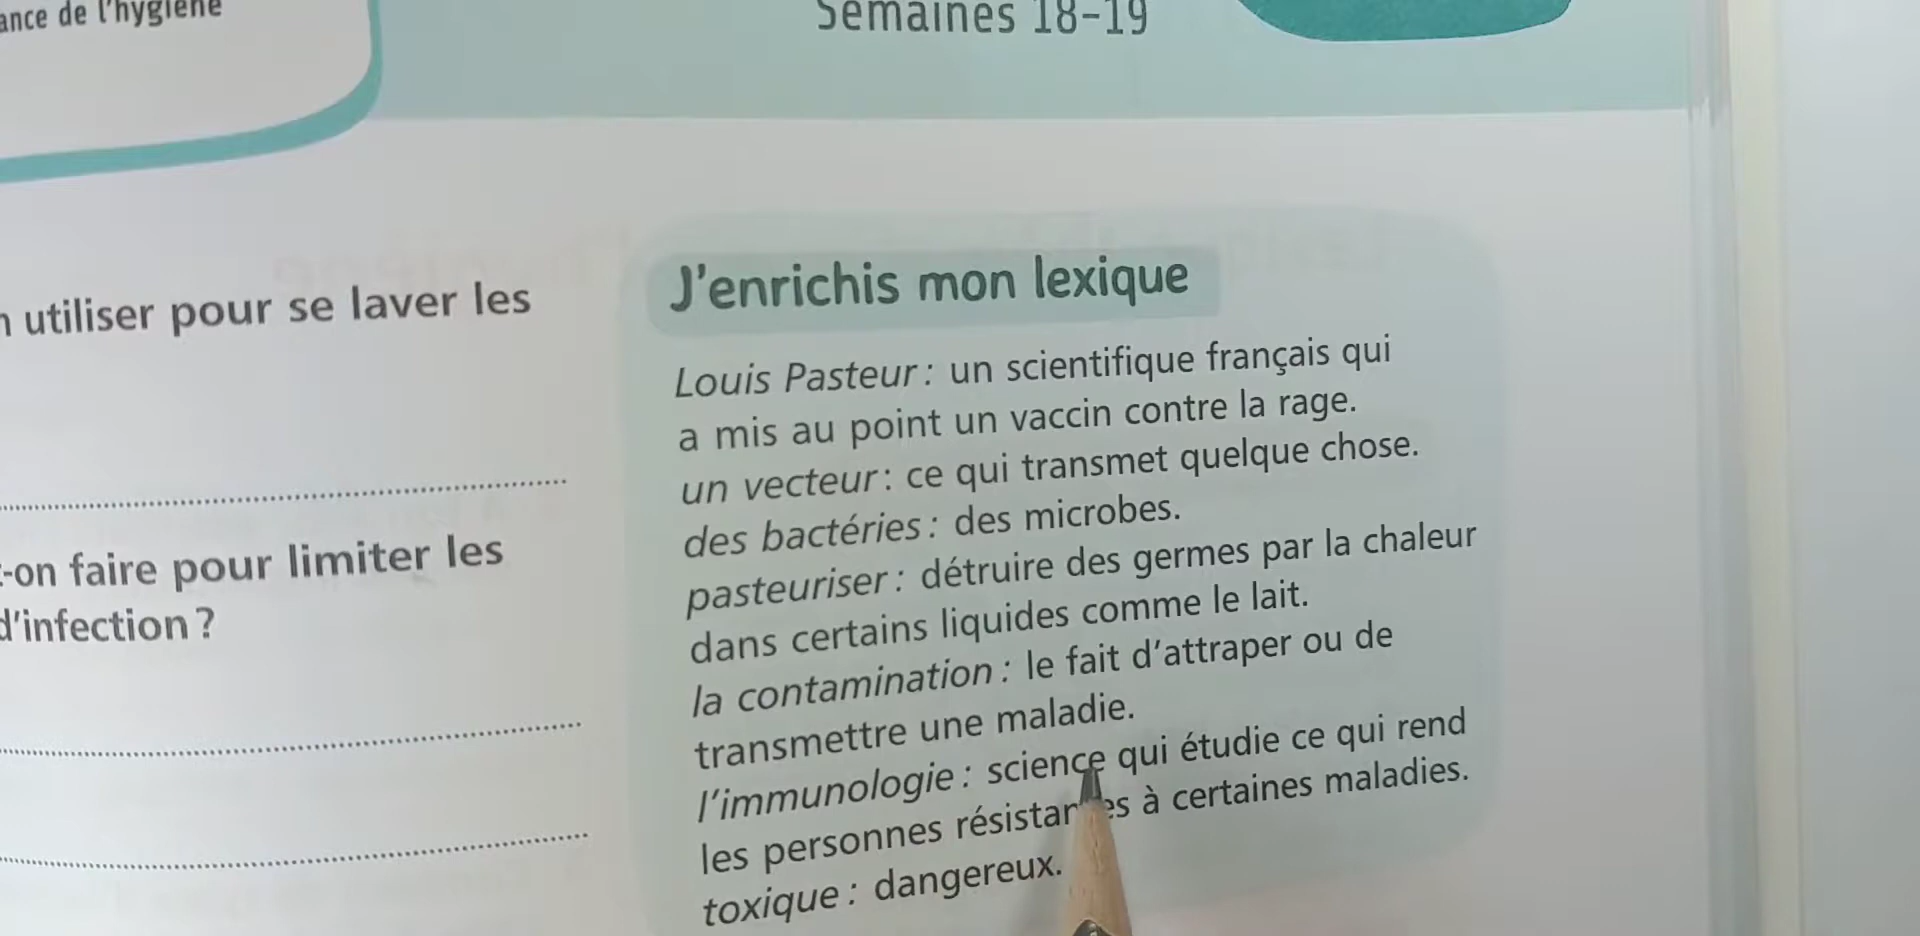 de l'hygiène
Semaines 18-19
utiliser pour se laver les
-on faire pour limiter les
d'infection ?
J'enrichis mon lexique
Louis Pasteur : un scientifique français qui
a mis au point un vaccin contre la rage.
un vecteur : ce qui transmet quelque chose.
des bactéries : des microbes.
pasteuriser : détruire des germes par la chaleur
dans certains liquides comme le lait.
la contamination : le fait d'attraper ou de
transmettre une maladie.
l'immunologie : science qui étudie ce qui rend
les personnes résistantes à certaines maladies.
toxique : dangereux.